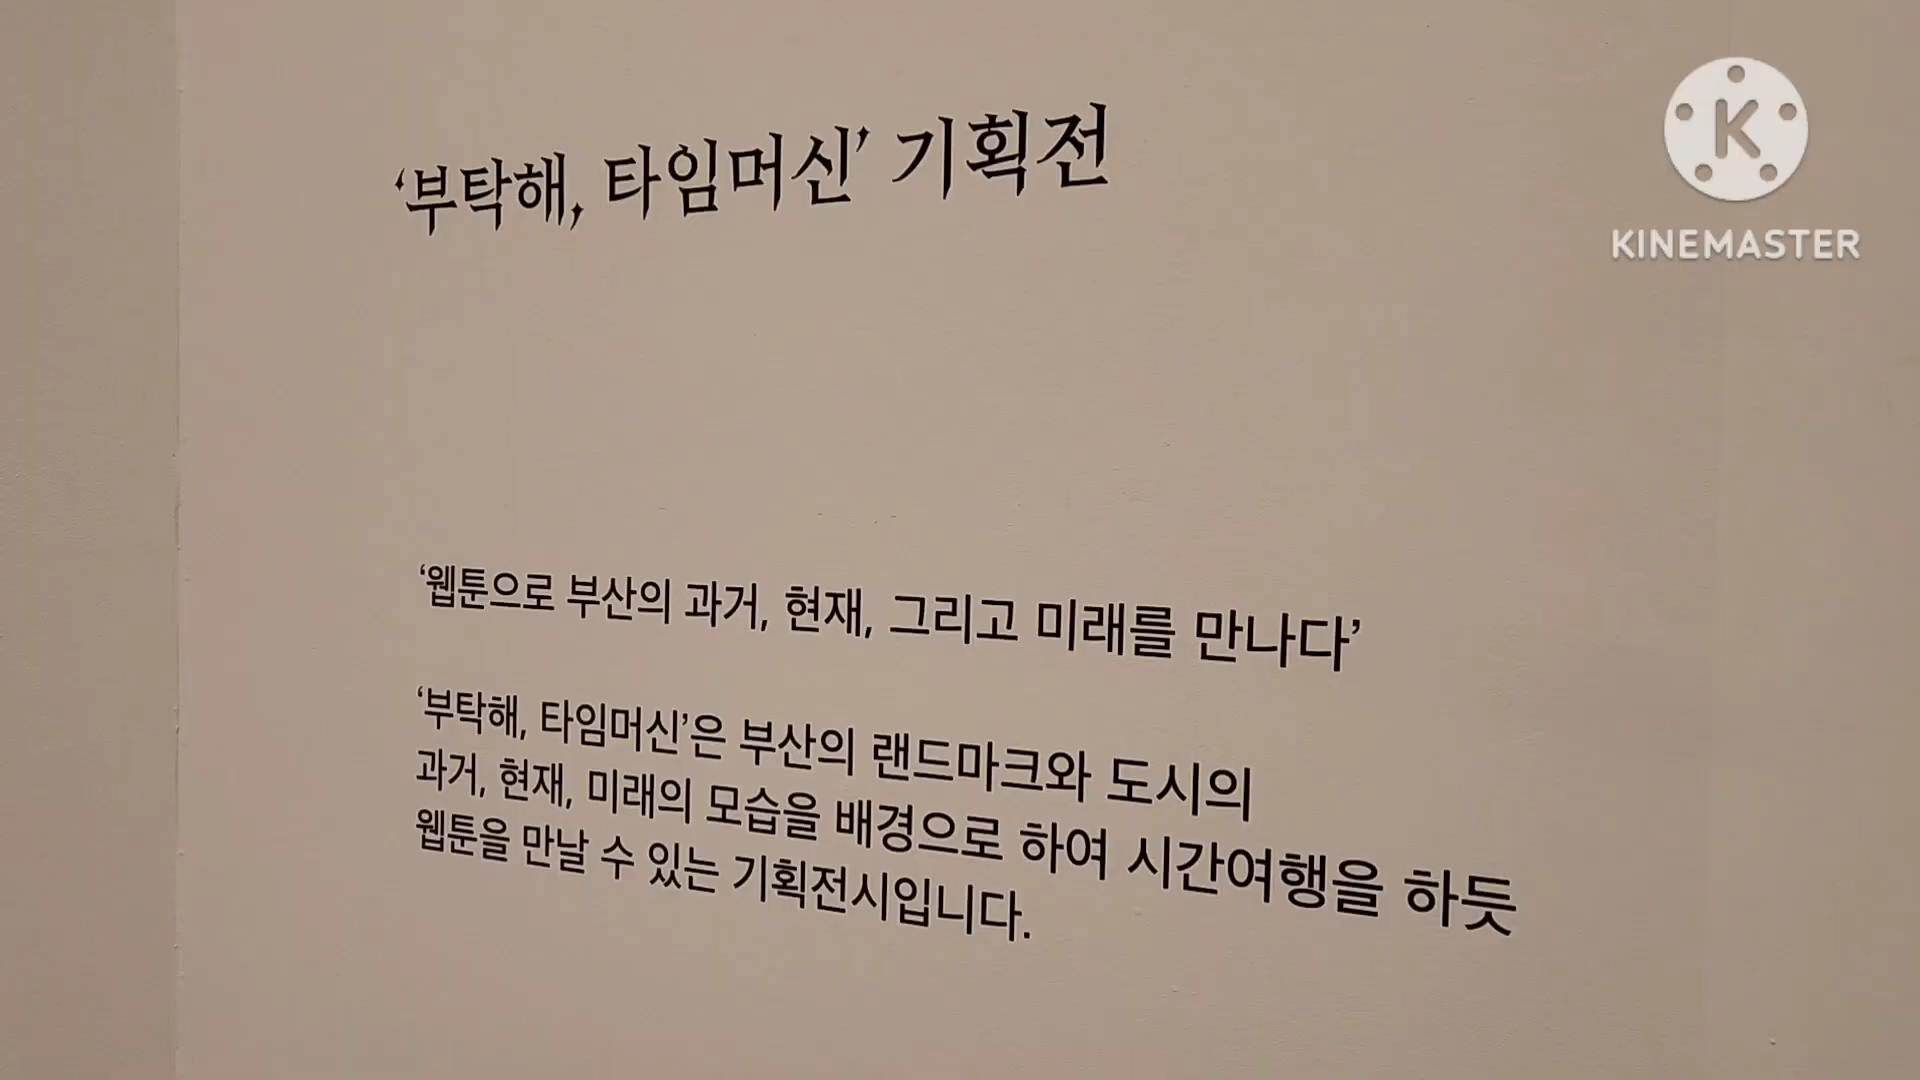 ‘부탁해, 타임머신’ 기획전
KINEMASTER
‘웹툰으로 부산의 과거, 현재, 그리고 미래를 만나다’
‘부탁해, 타임머신’은 부산의 랜드마크와 도시의
과거, 현재, 미래의 모습을 배경으로 하여 시간여행을 하듯
웹툰을 만날 수 있는 기획전시입니다.